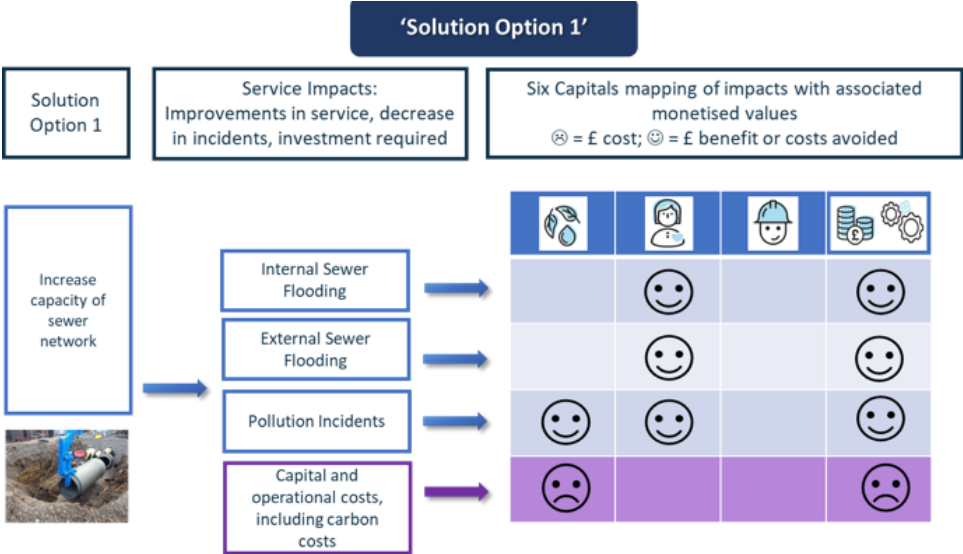 ‘Solution Option 1’
Solution
Option 1
Service Impacts:
Improvements in service, decrease
in incidents, investment required
Six Capitals mapping of impacts with associated
monetised values
☹ = £ cost; ☺ = £ benefit or costs avoided
Increase
capacity of
sewer
network
Internal Sewer
Flooding
External Sewer
Flooding
Pollution Incidents
Capital and
operational costs,
including carbon
costs
£